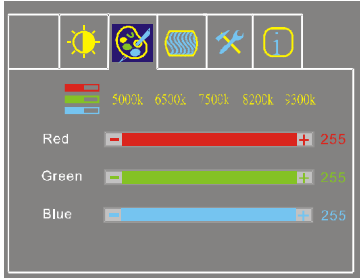 i
5000k 6500k 7500k 8200k 9300k
Red - + 255
Green - + 255
Blue - + 255